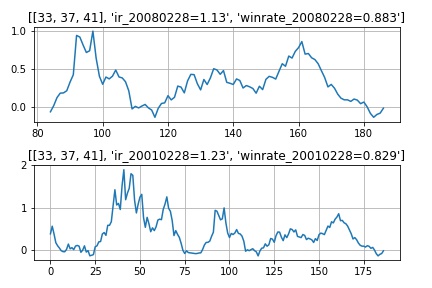 [[33, 37, 41], 'ir_20080228=1.13', 'winrate_20080228=0.883']
1.0
0.5
0.0
80 100 120 140 160 180
[[33, 37, 41], 'ir_20010228=1.23', 'winrate_20010228=0.829']
2
1
0
0 25 50 75 100 125 150 175